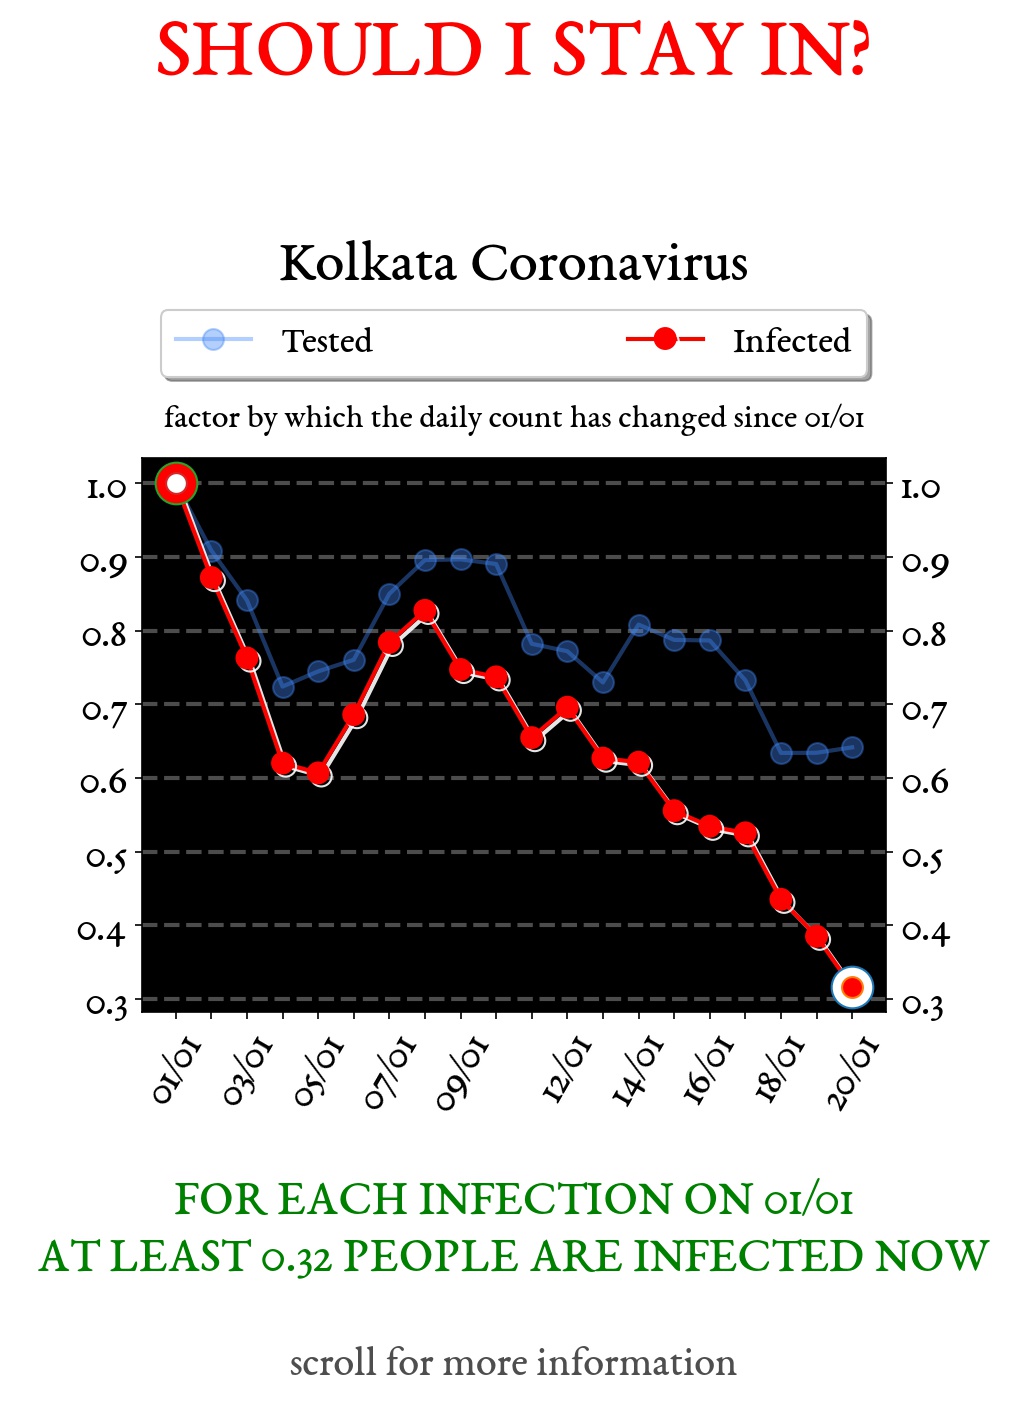 SHOULD I STAY IN?
Kolkata Coronavirus
Tested Infected
factor by which the daily count has changed since 01/01
1.0 1.0
0.9 0.9
0.8 0.8
0.7 0.7
0.6 0.6
0.5 0.5
0.4 0.4
0.3 0.3
01/01 03/01 05/01 07/01 09/01 12/01 14/01 16/01 18/01 20/01
FOR EACH INFECTION ON 01/01
AT LEAST 0.32 PEOPLE ARE INFECTED NOW
scroll for more information